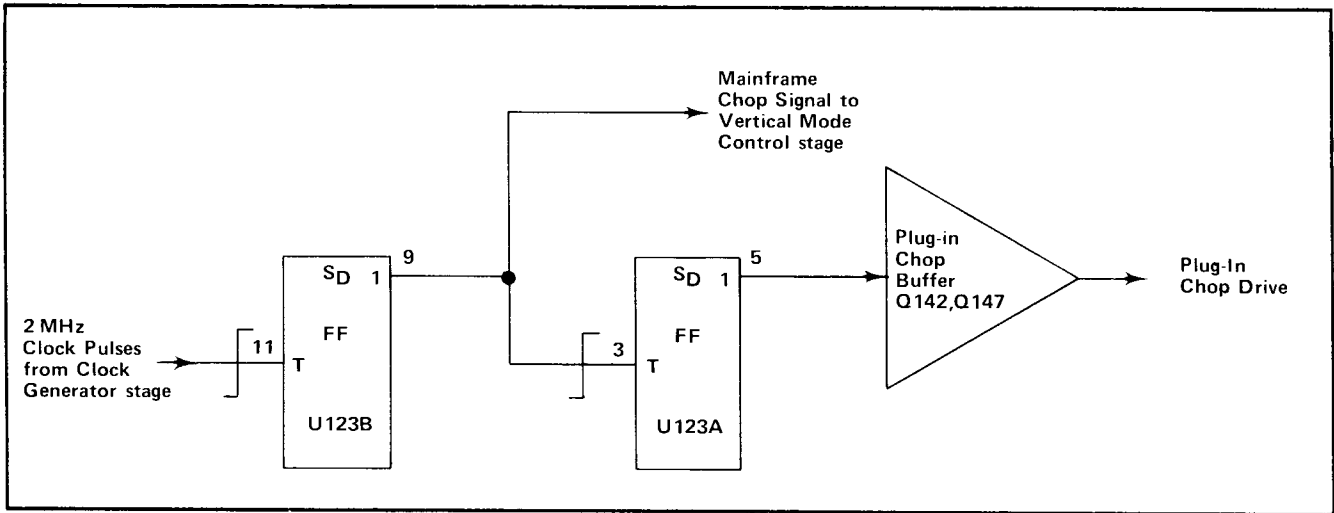 Mainframe
Chop Signal to
Vertical Mode
Control stage
2 MHz
Clock Pulses
from Clock
Generator stage
11
T
SD 1
FF
U123B
9
3
T
SD 1
FF
U123A
5
Plug-in
Chop
Buffer
Q142,Q147
Plug-In
Chop Drive